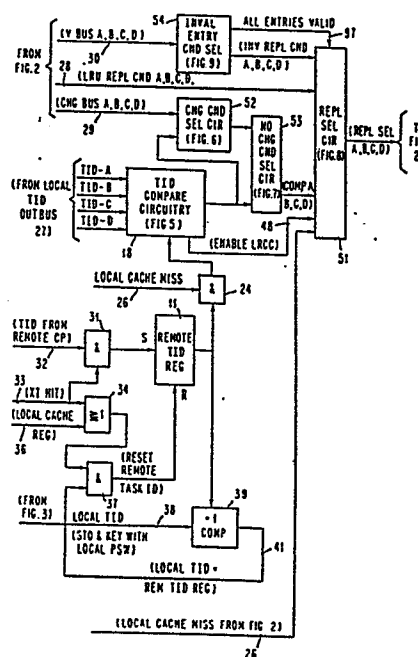 54
INVAL
ENTRY
CND SEL
(FIG 9)
ALL ENTRIES VALID
97
(V BUS A,B,C,D)
30
(INV REPL CND
A,B,C,D)
FROM
FIG.2
28
(LRU REPL CND A,B,C,D,
(CHG BUS A,B,C,D)
29
52
CHG CND
SEL CIR
(FIG 6)
53
NO
CHG
CND
SEL
CIR
(FIG 7)
REPL
SEL
CIR
(FIG.8)
(REPL SEL
A,B,C,D)
51
(FROM LOCAL
TID
OUTBUS
27)
TID-A
TID-B
TID-C
TID-D
TID
COMPARE
CIRCUITRY
(FIG 5)
18
COMP A,
B,C,D)
48
(ENABLE LRCC)
LOCAL CACHE MISS
26
&
24
(TID FROM
REMOTE CP)
32
31
&
S
11
REMOTE
TID
REG
R
33
(XI HIT)
34
(LOCAL CACHE
REG)
36
&
37
(RESET
REMOTE
TASK ID)
(FROM
FIG. 3)
LOCAL TID
38
39
COMP
(STO & KEY WITH
LOCAL PSW)
41
(LOCAL TID =
REM TID REG)
(LOCAL CACHE MISS FROM FIG 2)
26